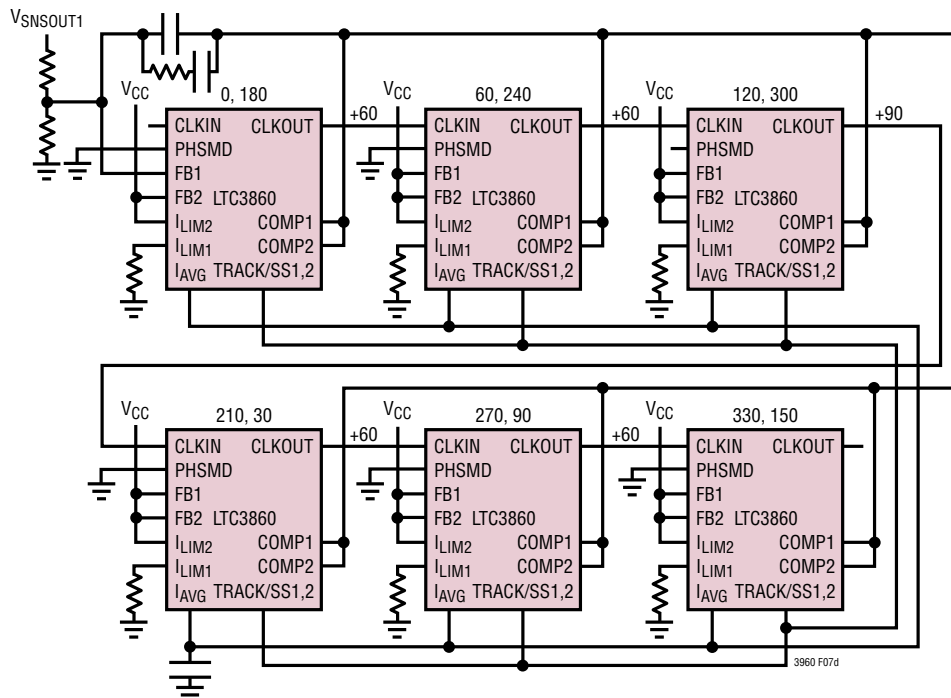 VSNSOUT1
VCC
0, 180
CLKIN CLKOUT
PHSMD
FB1
FB2 LTC3860
ILIM2 COMP1
ILIM1 COMP2
IAVG TRACK/SS1,2
+60
VCC
60, 240
CLKIN CLKOUT
PHSMD
FB1
FB2 LTC3860
ILIM2 COMP1
ILIM1 COMP2
IAVG TRACK/SS1,2
+60
VCC
120, 300
CLKIN CLKOUT
PHSMD
FB1
FB2 LTC3860
ILIM2 COMP1
ILIM1 COMP2
IAVG TRACK/SS1,2
+90
VCC
210, 30
CLKIN CLKOUT
PHSMD
FB1
FB2 LTC3860
ILIM2 COMP1
ILIM1 COMP2
IAVG TRACK/SS1,2
+60
VCC
270, 90
CLKIN CLKOUT
PHSMD
FB1
FB2 LTC3860
ILIM2 COMP1
ILIM1 COMP2
IAVG TRACK/SS1,2
+60
VCC
330, 150
CLKIN CLKOUT
PHSMD
FB1
FB2 LTC3860
ILIM2 COMP1
ILIM1 COMP2
IAVG TRACK/SS1,2
3960 F07d